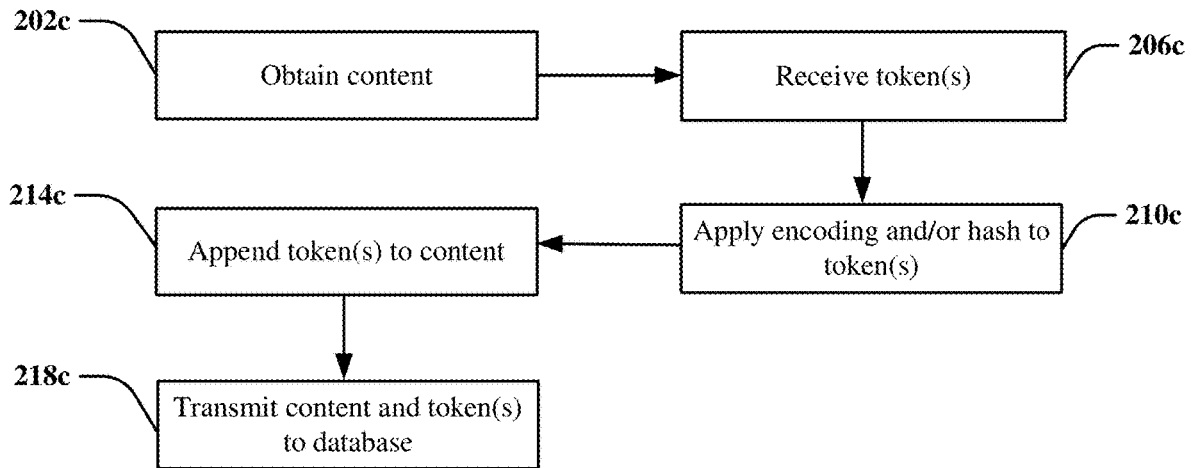 202c
Obtain content
Receive token(s)
206c
214c
Append token(s) to content
Apply encoding and/or hash to
token(s)
210c
218c
Transmit content and token(s)
to database